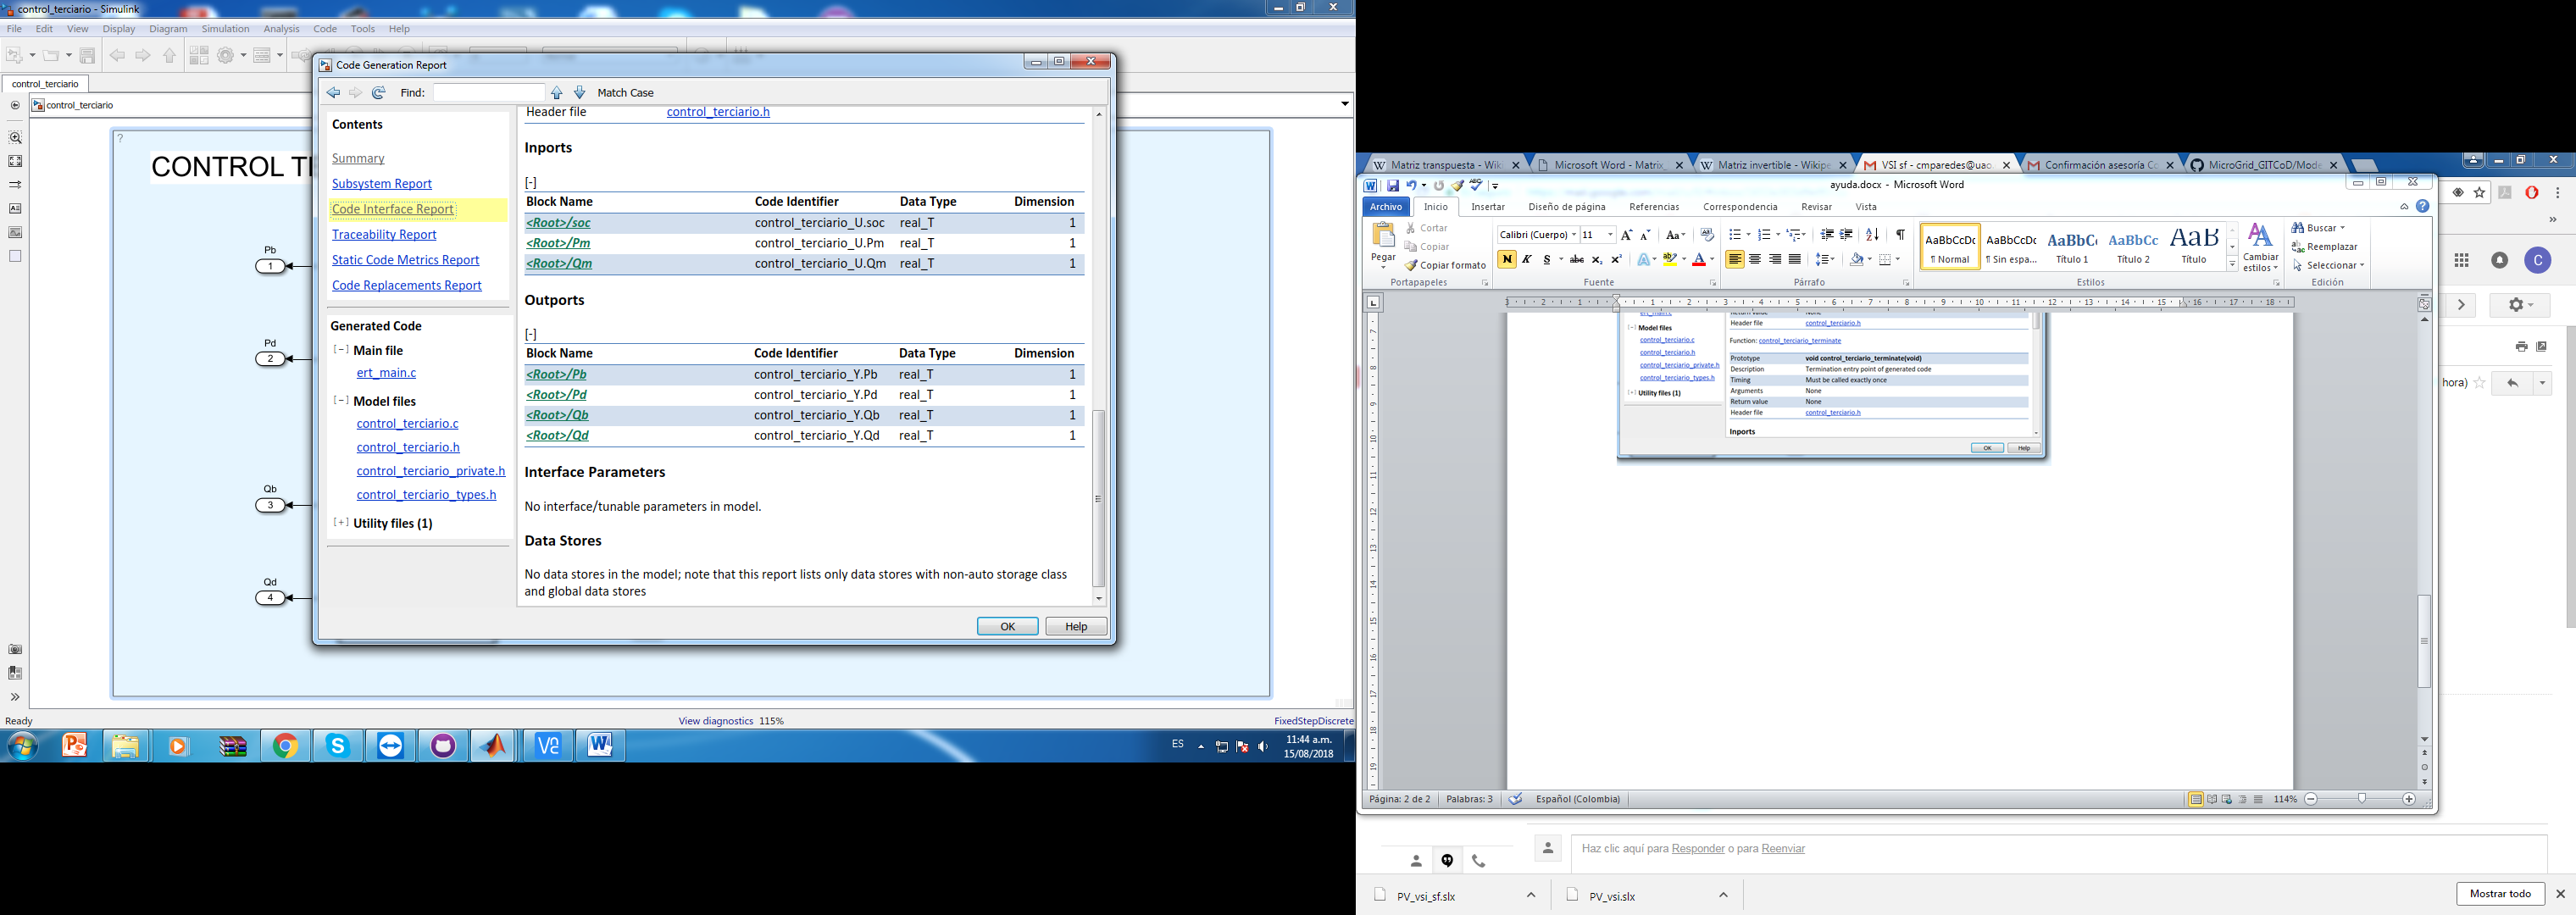 control_terciario - Simulink
File Edit View Display Diagram Simulation Analysis Code Tools Help
control_terciario
control_terciario
?
CONTROL TE
Pb
1
Pd
2
Qb
3
Qd
4
Ready
View diagnostics 115%
FixedStepDiscrete
Code Generation Report
Find:
Match Case
Contents
Summary
Subsystem Report
Code Interface Report
Traceability Report
Static Code Metrics Report
Code Replacements Report
Generated Code
[-] Main file
ert_main.c
[-] Model files
control_terciario.c
control_terciario.h
control_terciario_private.h
control_terciario_types.h
[+] Utility files (1)
Header file control_terciario.h
Inports
[-]
Block Name Code Identifier Data Type Dimension
<Root>/soc control_terciario_U.soc real_T 1
<Root>/Pm control_terciario_U.Pm real_T 1
<Root>/Qm control_terciario_U.Qm real_T 1
Outports
[-]
Block Name Code Identifier Data Type Dimension
<Root>/Pb control_terciario_Y.Pb real_T 1
<Root>/Pd control_terciario_Y.Pd real_T 1
<Root>/Qb control_terciario_Y.Qb real_T 1
<Root>/Qd control_terciario_Y.Qd real_T 1
Interface Parameters
No interface/tunable parameters in model.
Data Stores
No data stores in the model; note that this report lists only data stores with non-auto storage class
and global data stores
OK Help
ES
11:44 a.m.
15/08/2018
Matriz transpuesta - Wiki
Microsoft Word - Matrix_
Matriz invertible - Wikipe
VSI sf - cmparedes@uao.
Confirmación asesoría Co
MicroGrid_GITCoD/Mode
ayuda.docx - Microsoft Word
Archivo Inicio Insertar Diseño de página Referencias Correspondencia Revisar Vista
Pegar
Cortar
Copiar
Copiar formato
Portapapeles
Calibri (Cuerpo) 11
N K S abc x₂ x²
Fuente
Párrafo
AaBbCcDc AaBbCcDc AaBbC AaBbCc AaB
¶ Normal ¶ Sin espa... Título 1 Título 2 Título
Cambiar
estilos
Estilos
Buscar
Reemplazar
Seleccionar
Edición
C
hora)
ert_main.c
[-] Model files
control_terciario.c
control_terciario.h
control_terciario_private.h
control_terciario_types.h
[+] Utility files (1)
Return value None
Header file control_terciario.h
Function: control_terciario_terminate
Prototype void control_terciario_terminate(void)
Description Termination entry point of generated code
Timing Must be called exactly once
Arguments None
Return value None
Header file control_terciario.h
Inports
OK Help
Página: 2 de 2 Palabras: 3 Español (Colombia) 114%
Haz clic aquí para Responder o para Reenviar
PV_vsi_sf.slx
PV_vsi.slx
Mostrar todo